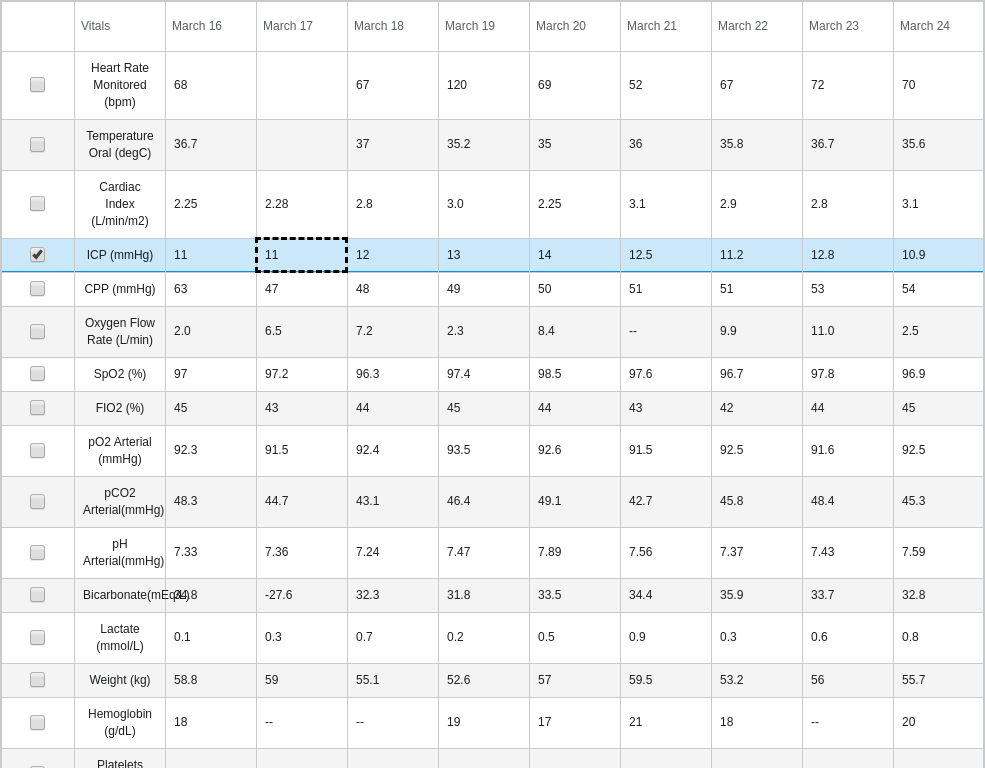 Vitals March 16 March 17 March 18 March 19 March 20 March 21 March 22 March 23 March 24
Heart Rate
Monitored
(bpm)
68 67 120 69 52 67 72 70
Temperature
Oral (degC)
36.7 37 35.2 35 36 35.8 36.7 35.6
Cardiac
Index
(L/min/m2)
2.25 2.28 2.8 3.0 2.25 3.1 2.9 2.8 3.1
ICP (mmHg) 11 11 12 13 14 12.5 11.2 12.8 10.9
CPP (mmHg) 63 47 48 49 50 51 51 53 54
Oxygen Flow
Rate (L/min)
2.0 6.5 7.2 2.3 8.4 -- 9.9 11.0 2.5
SpO2 (%) 97 97.2 96.3 97.4 98.5 97.6 96.7 97.8 96.9
FIO2 (%) 45 43 44 45 44 43 42 44 45
pO2 Arterial
(mmHg)
92.3 91.5 92.4 93.5 92.6 91.5 92.5 91.6 92.5
pCO2
Arterial(mmHg)
48.3 44.7 43.1 46.4 49.1 42.7 45.8 48.4 45.3
pH
Arterial(mmHg)
7.33 7.36 7.24 7.47 7.89 7.56 7.37 7.43 7.59
Bicarbonate(mEq/L) 34.8 -27.6 32.3 31.8 33.5 34.4 35.9 33.7 32.8
Lactate
(mmol/L)
0.1 0.3 0.7 0.2 0.5 0.9 0.3 0.6 0.8
Weight (kg) 58.8 59 55.1 52.6 57 59.5 53.2 56 55.7
Hemoglobin
(g/dL)
18 -- -- 19 17 21 18 -- 20
Platelets